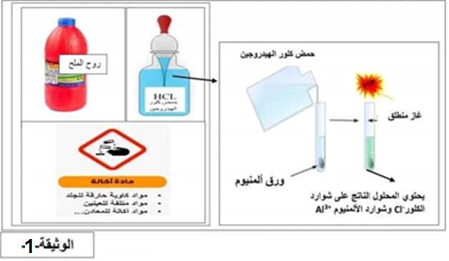 روح الملح
HCL
حمض كلور
الهيدروجين
مادة أكالة
مواد كاوية حارقة للجلد
مواد متلفة للعينين
مواد أكالة للمعادن...
حمض كلور الهيدروجين
غاز منطلق
ورق ألمنيوم
يحتوي المحلول الناتج على شوارد
الكلور Cl⁻ وشوارد الألمنيوم Al³⁺
الوثيقة-1-